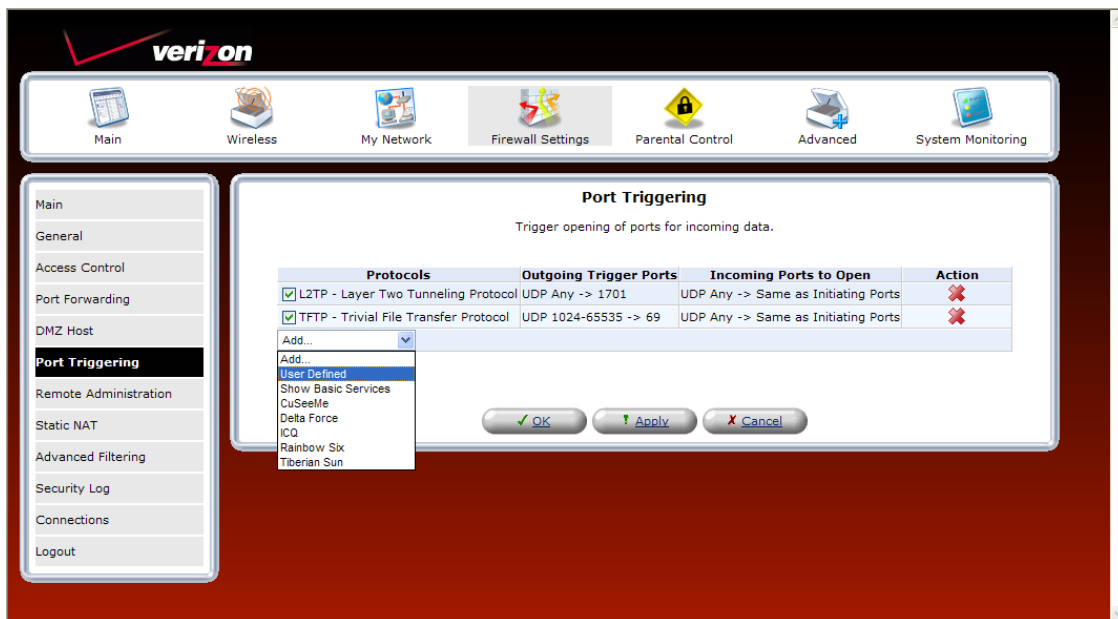 verizon
Main Wireless My Network Firewall Settings Parental Control Advanced System Monitoring
Main
General
Access Control
Port Forwarding
DMZ Host
Port Triggering
Remote Administration
Static NAT
Advanced Filtering
Security Log
Connections
Logout
Port Triggering
Trigger opening of ports for incoming data.
Protocols Outgoing Trigger Ports Incoming Ports to Open Action
L2TP - Layer Two Tunneling Protocol UDP Any -> 1701 UDP Any -> Same as Initiating Ports
TFTP - Trivial File Transfer Protocol UDP 1024-65535 -> 69 UDP Any -> Same as Initiating Ports
Add...
Add...
User Defined
Show Basic Services
CuSeeMe
Delta Force
ICQ
Rainbow Six
Tiberian Sun
OK Apply Cancel